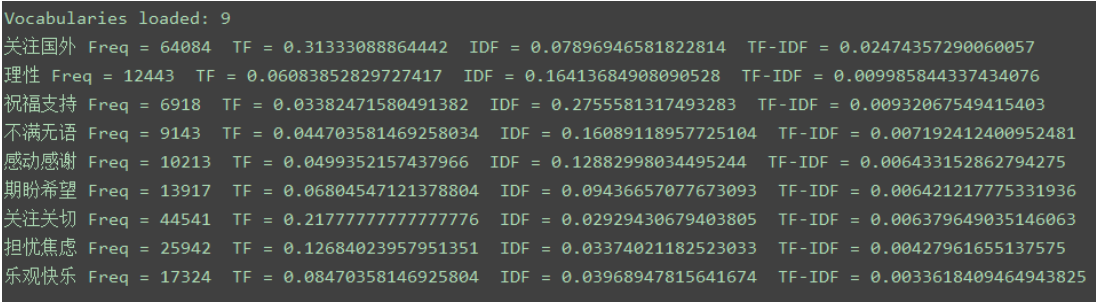 Vocabularies loaded: 9
关注国外 Freq = 64084  TF = 0.31333088864442  IDF = 0.07896946581822814  TF-IDF = 0.02474357290060057
理性 Freq = 12443  TF = 0.06083852829727417  IDF = 0.16413684908090528  TF-IDF = 0.009985844337434076
祝福支持 Freq = 6918  TF = 0.03382471580491382  IDF = 0.2755581317493283  TF-IDF = 0.00932067549415403
不满无语 Freq = 9143  TF = 0.044703581469258034  IDF = 0.16089118957725104  TF-IDF = 0.007192412400952481
感动感谢 Freq = 10213  TF = 0.0499352157437966  IDF = 0.12882998034495244  TF-IDF = 0.006433152862794275
期盼希望 Freq = 13917  TF = 0.06804547121378804  IDF = 0.09436657077673093  TF-IDF = 0.006421217775331936
关注关切 Freq = 44541  TF = 0.21777777777777776  IDF = 0.02929430679403805  TF-IDF = 0.006379649035146063
担忧焦虑 Freq = 25942  TF = 0.12684023957951351  IDF = 0.03374021182523033  TF-IDF = 0.00427961655137575
乐观快乐 Freq = 17324  TF = 0.08470358146925804  IDF = 0.03968947815641674  TF-IDF = 0.0033618409464943825